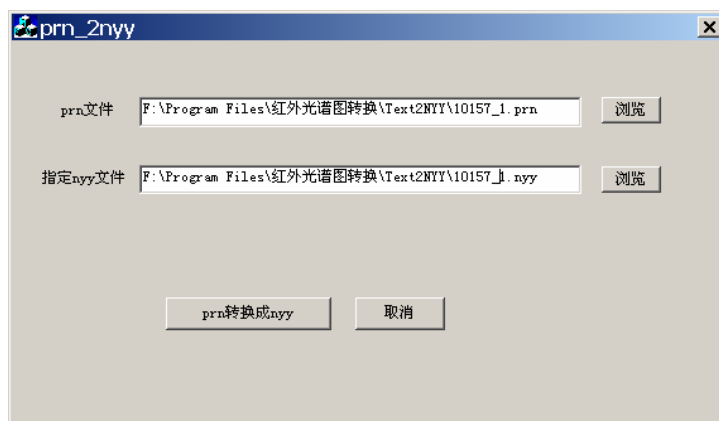 prn_2nyy
prn文件 F:\Program Files\红外光谱图转换\Text2NYY\10157_1.prn 浏览
指定nyy文件 F:\Program Files\红外光谱图转换\Text2NYY\10157_1.nyy 浏览
prn转换成nyy 取消